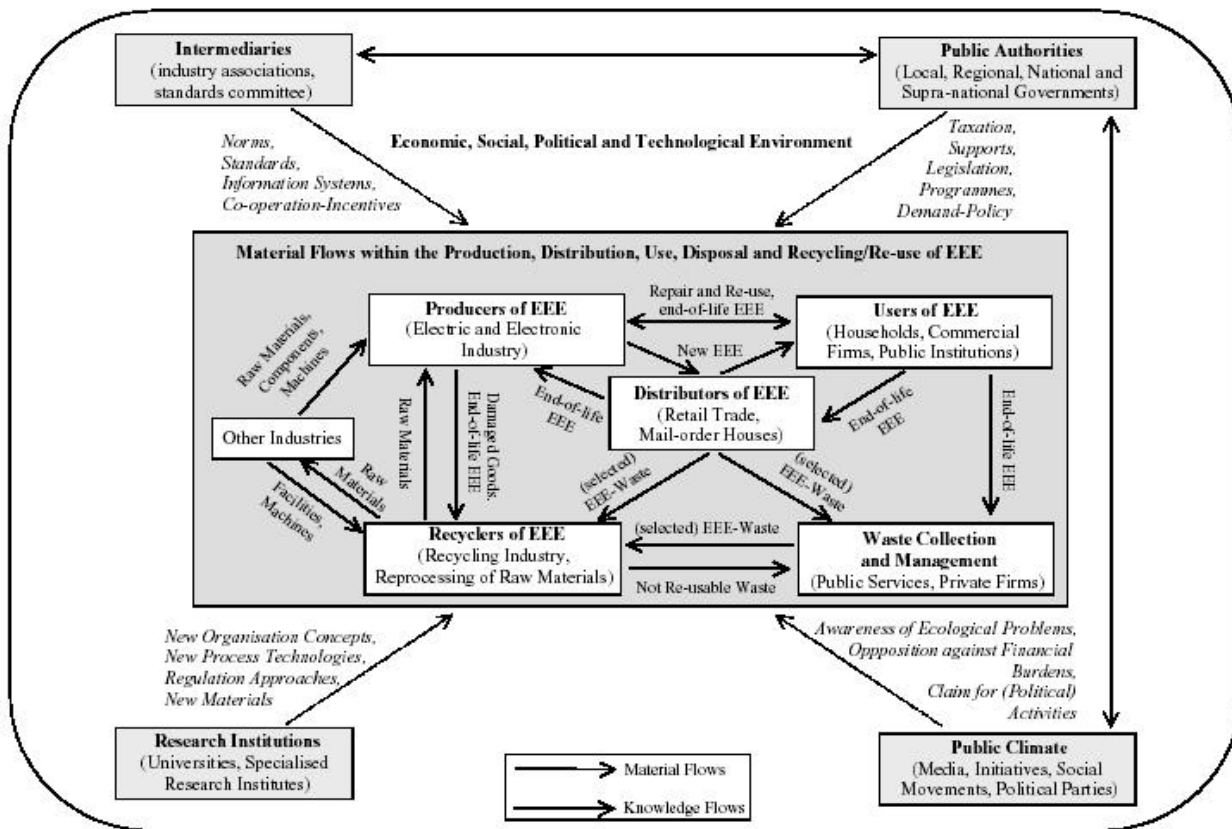 Intermediaries
(industry associations,
standards committee)
Public Authorities
(Local, Regional, National and
Supra-national Governments)
Norms,
Standards,
Information Systems,
Co-operation-Incentives
Economic, Social, Political and Technological Environment
Taxation,
Supports,
Legislation,
Programmes,
Demand-Policy
Material Flows within the Production, Distribution, Use, Disposal and Recycling/Re-use of EEE
Producers of EEE
(Electric and Electronic
Industry)
Repair and Re-use,
end-of-life EEE
Users of EEE
(Households, Commercial
Firms, Public Institutions)
Raw Materials,
Components,
Machines
New EEE
Distributors of EEE
(Retail Trade,
Mail-order Houses)
End-of-life
EEE
End-of-life
EEE
End-of-life EEE
Other Industries
Raw Materials
Damaged Goods,
End-of-life EEE
Raw
Materials
Facilities,
Machines
(selected)
EEE-Waste
(selected)
EEE-Waste
Recyclers of EEE
(Recycling Industry,
Reprocessing of Raw Materials)
(selected) EEE-Waste
Not Re-usable Waste
Waste Collection
and Management
(Public Services, Private Firms)
New Organisation Concepts,
New Process Technologies,
Regulation Approaches,
New Materials
Awareness of Ecological Problems,
Oppposition against Financial
Burdens,
Claim for (Political)
Activities
Research Institutions
(Universities, Specialised
Research Institutes)
Material Flows
Knowledge Flows
Public Climate
(Media, Initiatives, Social
Movements, Political Parties)